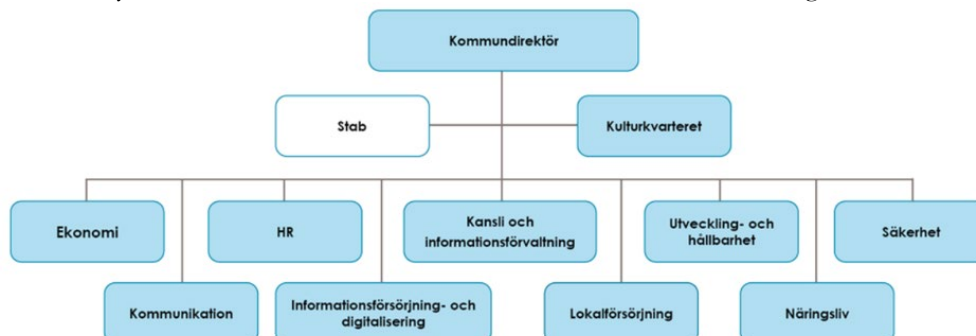 Kommundirektör
Stab
Kulturkvarteret
Ekonomi
HR
Kansli och
informationsförvaltning
Utveckling- och
hållbarhet
Säkerhet
Kommunikation
Informationsförsörjning- och
digitalisering
Lokalförsörjning
Näringsliv